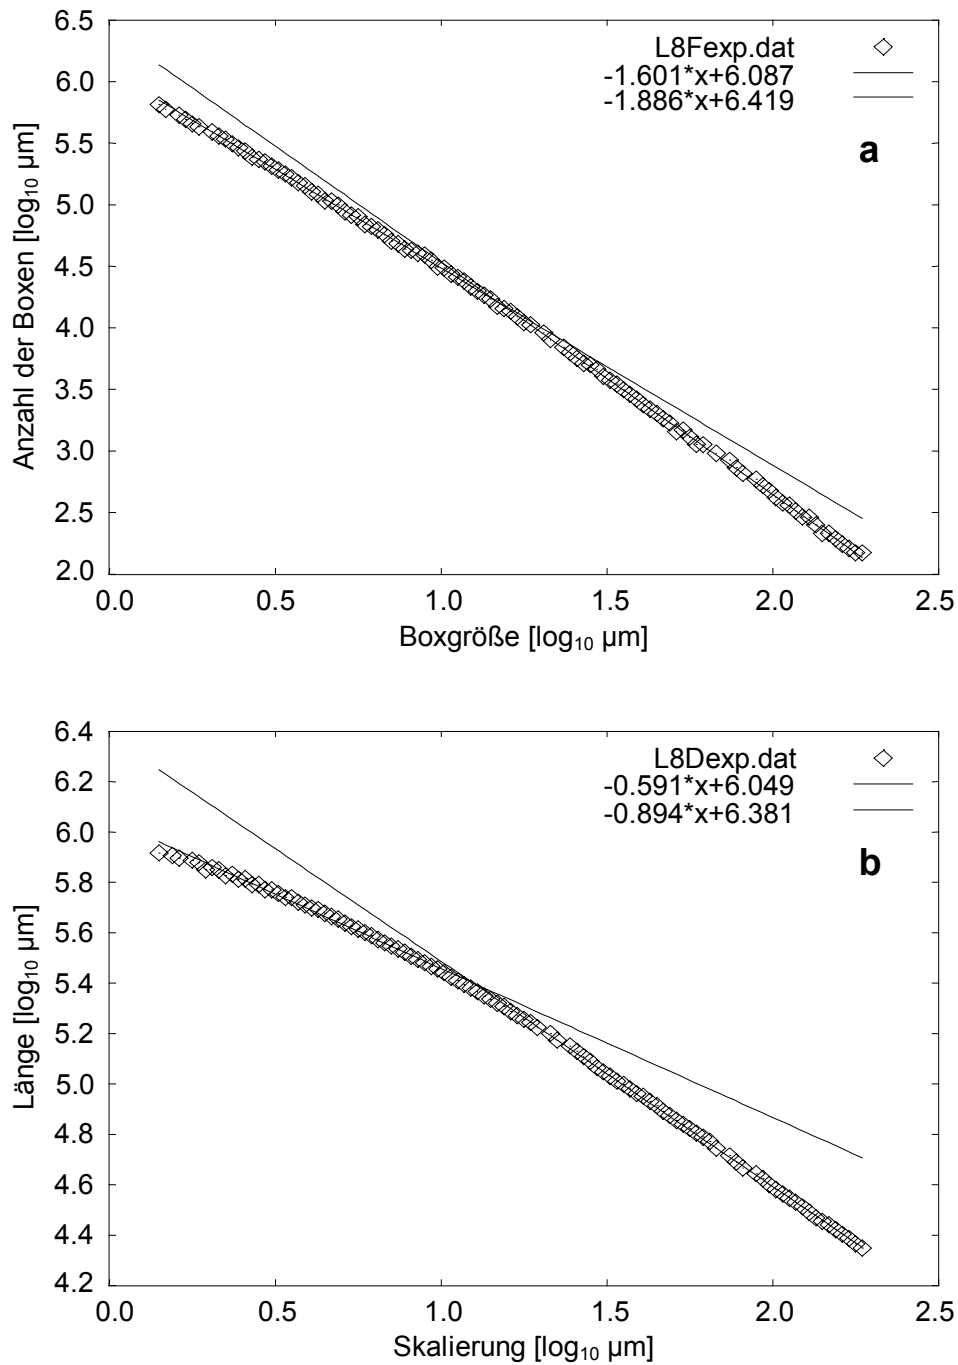 6.5
6.0
5.5
5.0
4.5
4.0
3.5
3.0
2.5
2.0
Anzahl der Boxen [log₁₀ µm]
L8Fexp.dat
-1.601*x+6.087
-1.886*x+6.419
a
0.0 0.5 1.0 1.5 2.0 2.5
Boxgröße [log₁₀ µm]
6.4
6.2
6.0
5.8
5.6
5.4
5.2
5.0
4.8
4.6
4.4
4.2
Länge [log₁₀ µm]
L8Dexp.dat
-0.591*x+6.049
-0.894*x+6.381
b
0.0 0.5 1.0 1.5 2.0 2.5
Skalierung [log₁₀ µm]